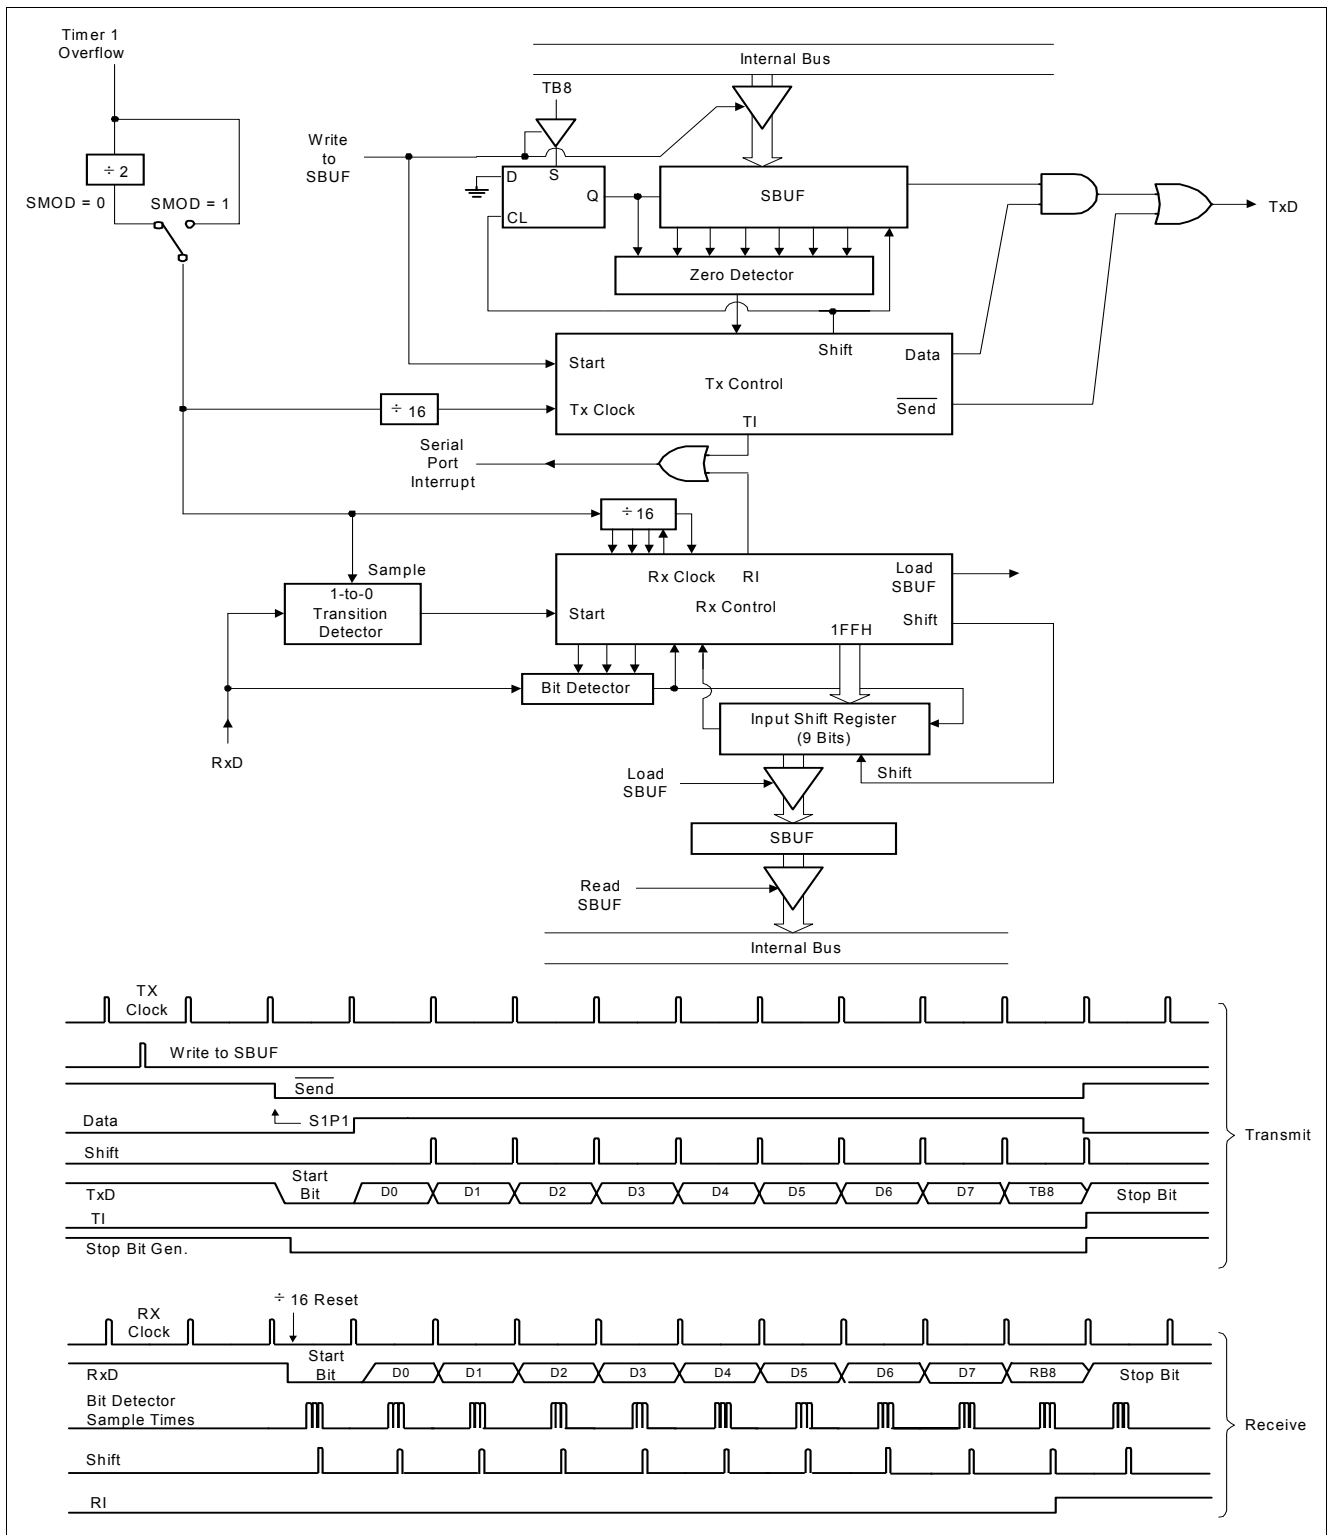 Timer 1
Overflow
Internal Bus
TB8
Write
to
SBUF
÷ 2
D
S
Q
CL
SBUF
SMOD = 0
SMOD = 1
TxD
Zero Detector
Shift
Start
Data
Tx Control
÷ 16
Tx Clock
Send
TI
Serial
Port
Interrupt
÷ 16
Sample
Rx Clock
RI
Load
SBUF
1-to-0
Transition
Detector
Start
Rx Control
Shift
1FFH
Bit Detector
Input Shift Register
(9 Bits)
RxD
Load
SBUF
Shift
SBUF
Read
SBUF
Internal Bus
TX
Clock
Write to SBUF
Send
Data
S1P1
Transmit
Shift
TxD
Start
Bit
D0
D1
D2
D3
D4
D5
D6
D7
TB8
Stop Bit
TI
Stop Bit Gen.
÷ 16 Reset
RX
Clock
RxD
Start
Bit
D0
D1
D2
D3
D4
D5
D6
D7
RB8
Stop Bit
Bit Detector
Sample Times
Receive
Shift
RI